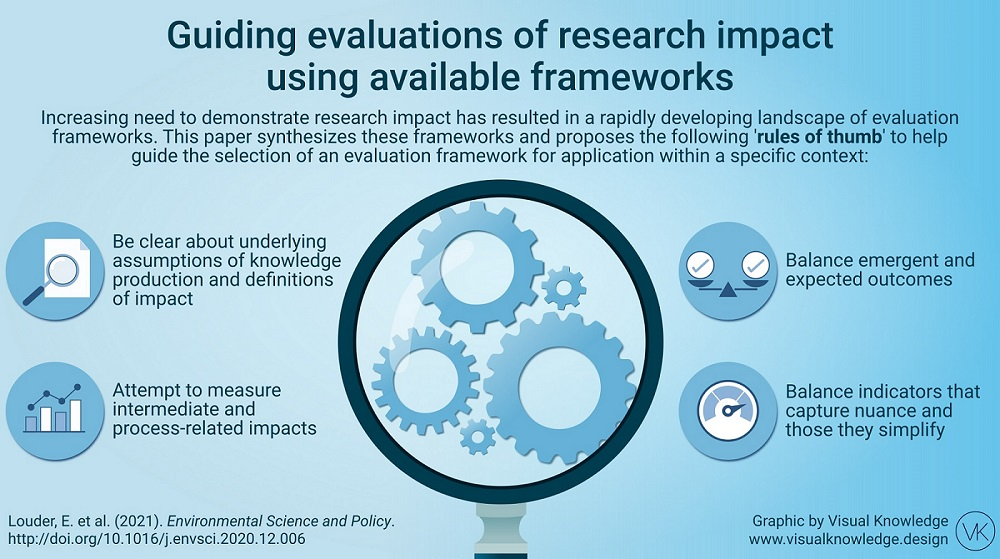 Guiding evaluations of research impact
using available frameworks
Increasing need to demonstrate research impact has resulted in a rapidly developing landscape of evaluation
frameworks. This paper synthesizes these frameworks and proposes the following 'rules of thumb' to help
guide the selection of an evaluation framework for application within a specific context:
Be clear about underlying
assumptions of knowledge
production and definitions
of impact
Attempt to measure
intermediate and
process-related impacts
Balance emergent and
expected outcomes
Balance indicators that
capture nuance and
those they simplify
Louder, E. et al. (2021). Environmental Science and Policy.
http://doi.org/10.1016/j.envsci.2020.12.006
Graphic by Visual Knowledge
www.visualknowledge.design
VK